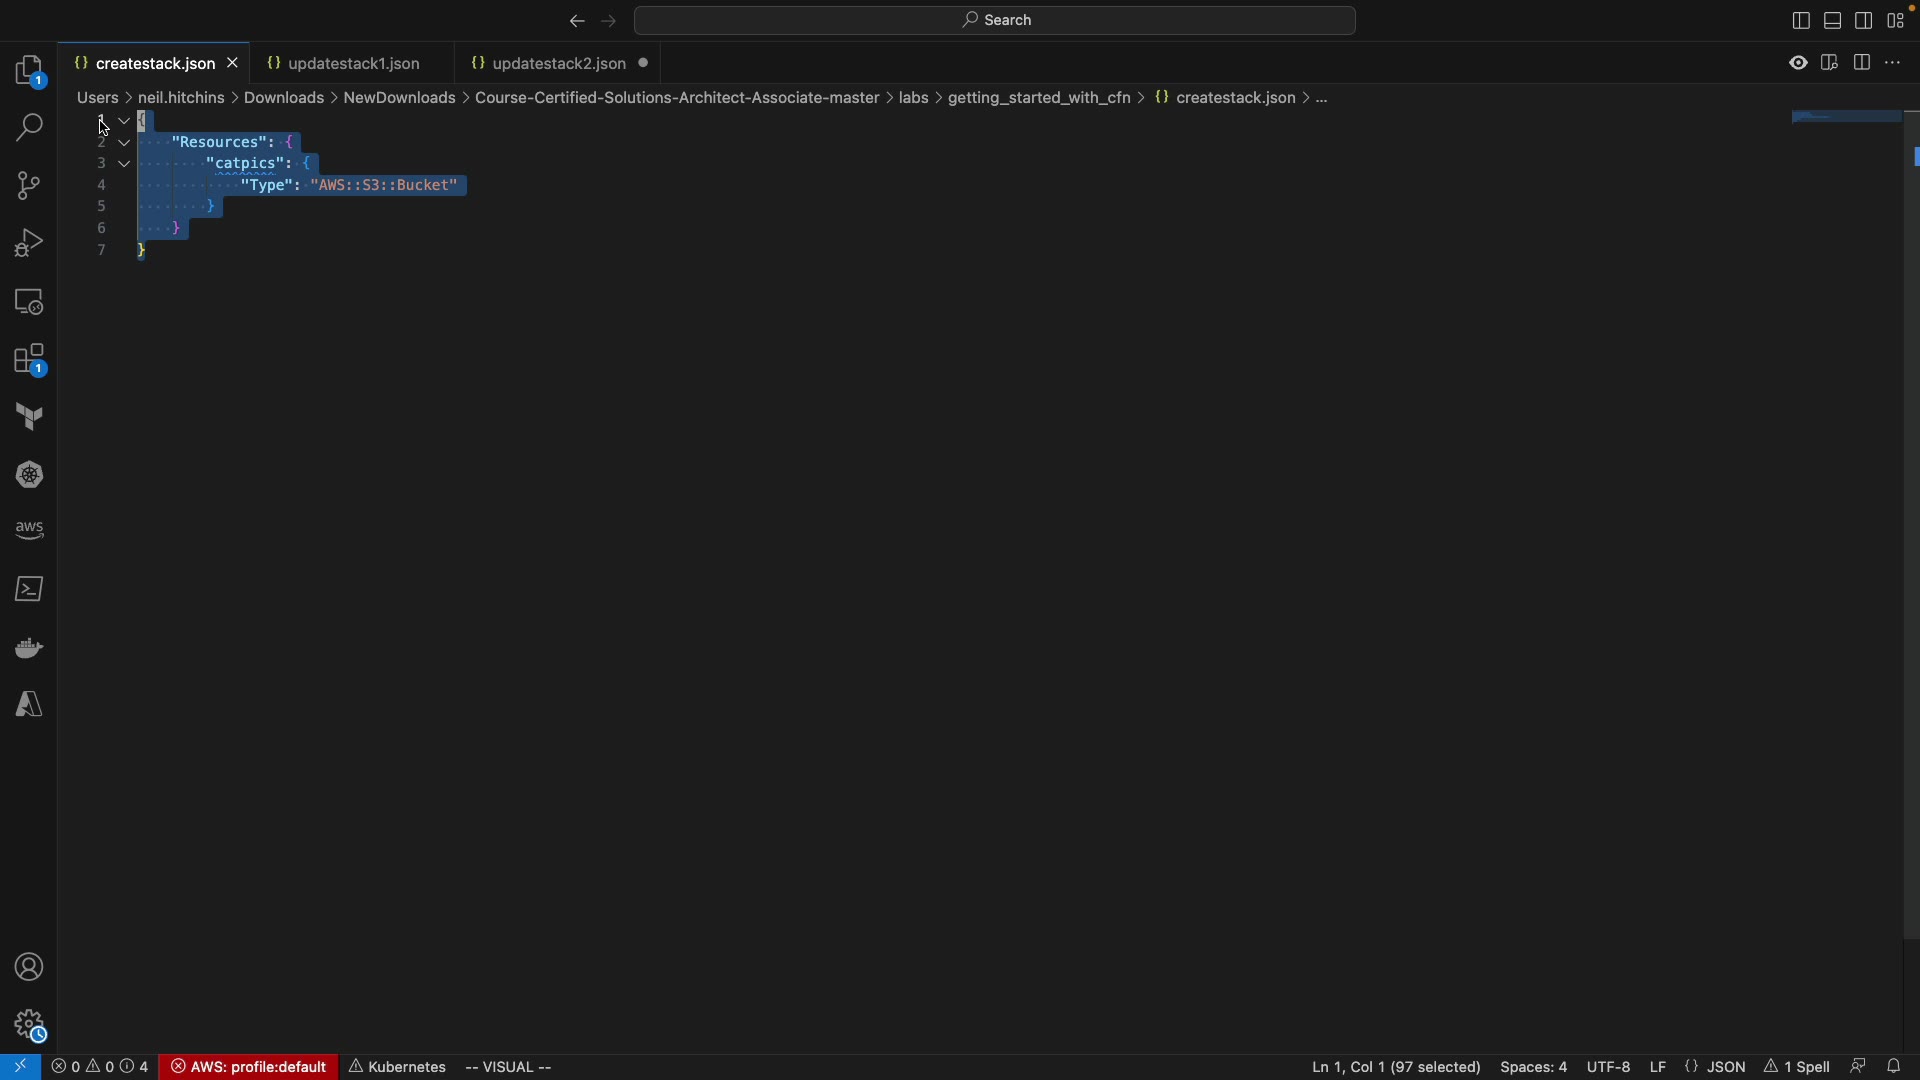 Search
createstack.json
updatestack1.json
updatestack2.json
Users > neil.hitchins > Downloads > NewDownloads > Course-Certified-Solutions-Architect-Associate-master > labs > getting_started_with_cfn > {} createstack.json > ...
1 {
2 "Resources": {
3 "catpics": {
4 "Type": "AWS::S3::Bucket"
5 }
6 }
7 }
1
1
aws
0 0 4 AWS: profile:default Kubernetes -- VISUAL -- Ln 1, Col 1 (97 selected) Spaces: 4 UTF-8 LF {} JSON 1 Spell